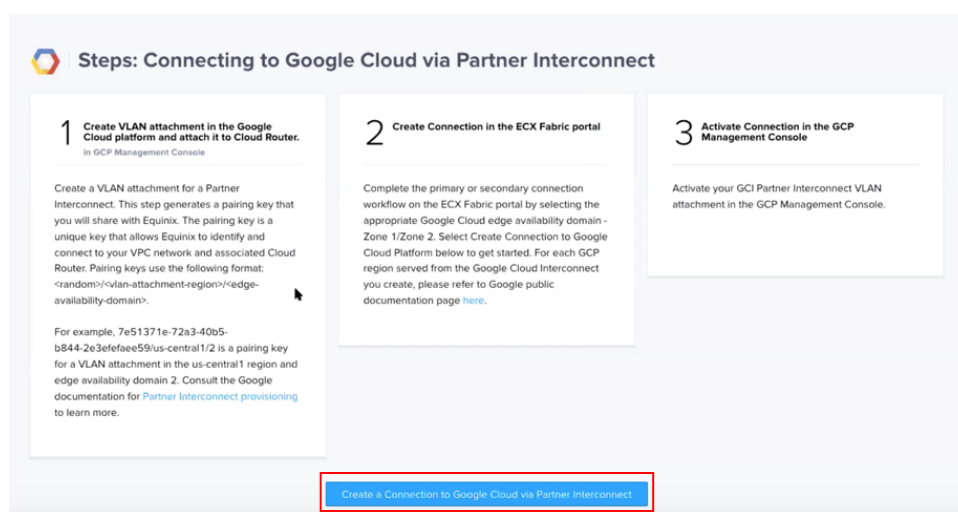 Steps: Connecting to Google Cloud via Partner Interconnect
1
Create VLAN attachment in the Google
Cloud platform and attach it to Cloud Router.
in GCP Management Console
Create a VLAN attachment for a Partner
Interconnect. This step generates a pairing key that
you will share with Equinix. The pairing key is a
unique key that allows Equinix to identify and
connect to your VPC network and associated Cloud
Router. Pairing keys use the following format:
<random>/<vlan-attachment-region>/<edge-
availability-domain>.
For example, 7e51371e-72a3-40b5-
b844-2e3efefaee59/us-central1/2 is a pairing key
for a VLAN attachment in the us-central1 region and
edge availability domain 2. Consult the Google
documentation for Partner Interconnect provisioning
to learn more.
2
Create Connection in the ECX Fabric portal
Complete the primary or secondary connection
workflow on the ECX Fabric portal by selecting the
appropriate Google Cloud edge availability domain -
Zone 1/Zone 2. Select Create Connection to Google
Cloud Platform below to get started. For each GCP
region served from the Google Cloud Interconnect
you create, please refer to Google public
documentation page here.
3
Activate Connection in the GCP
Management Console
Activate your GCI Partner Interconnect VLAN
attachment in the GCP Management Console.
Create a Connection to Google Cloud via Partner Interconnect